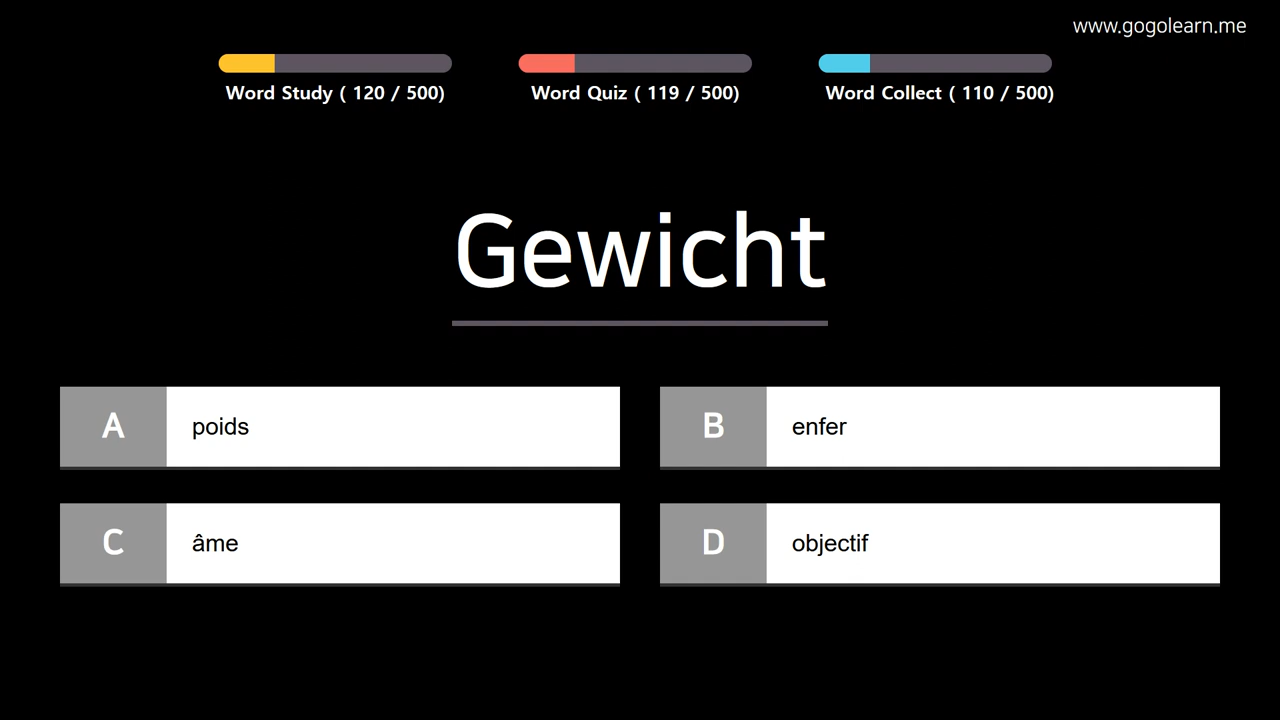 www.gogolearn.me
Word Study ( 120 / 500)
Word Quiz ( 119 / 500)
Word Collect ( 110 / 500)
Gewicht
A poids
B enfer
C âme
D objectif